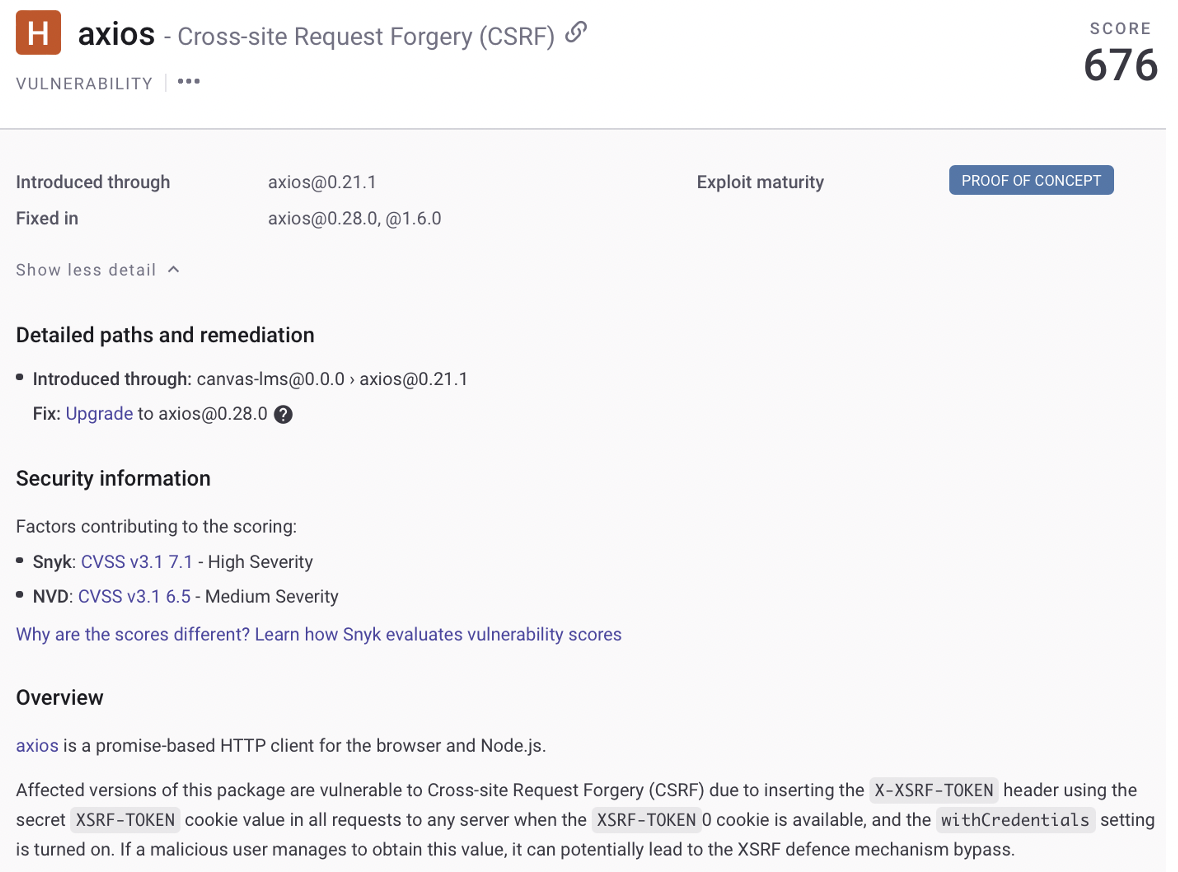 H axios - Cross-site Request Forgery (CSRF)
SCORE
676
VULNERABILITY
Introduced through axios@0.21.1 Exploit maturity PROOF OF CONCEPT
Fixed in axios@0.28.0, @1.6.0
Show less detail
Detailed paths and remediation
• Introduced through: canvas-lms@0.0.0 › axios@0.21.1
Fix: Upgrade to axios@0.28.0 ?
Security information
Factors contributing to the scoring:
• Snyk: CVSS v3.1 7.1 - High Severity
• NVD: CVSS v3.1 6.5 - Medium Severity
Why are the scores different? Learn how Snyk evaluates vulnerability scores
Overview
axios is a promise-based HTTP client for the browser and Node.js.
Affected versions of this package are vulnerable to Cross-site Request Forgery (CSRF) due to inserting the X-XSRF-TOKEN header using the
secret XSRF-TOKEN cookie value in all requests to any server when the XSRF-TOKEN0 cookie is available, and the withCredentials setting
is turned on. If a malicious user manages to obtain this value, it can potentially lead to the XSRF defence mechanism bypass.